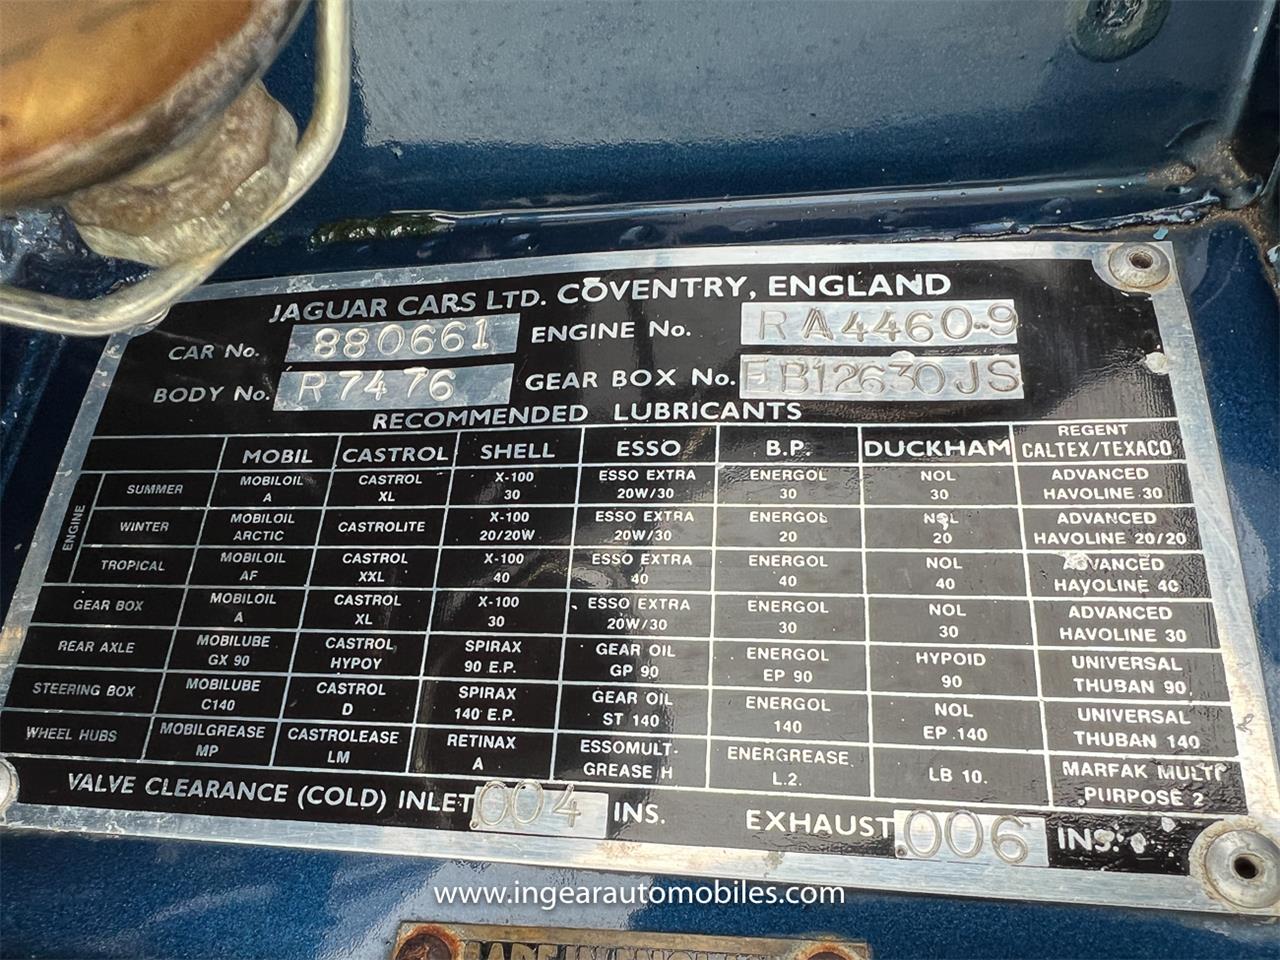 JAGUAR CARS LTD. COVENTRY, ENGLAND
CAR No. 880661 ENGINE No. RA4460-9
BODY No. R7476 GEAR BOX No. EB12630JS
RECOMMENDED LUBRICANTS
MOBIL CASTROL SHELL ESSO B.P. DUCKHAM REGENT CALTEX/TEXACO
ENGINE
SUMMER MOBILOIL A CASTROL XL X-100 30 ESSO EXTRA 20W/30 ENERGOL 30 NOL 30 ADVANCED HAVOLINE 30
WINTER MOBILOIL ARCTIC CASTROLITE X-100 20/20W ESSO EXTRA 20W/30 ENERGOL 20 NOL 20 ADVANCED HAVOLINE 20/20
TROPICAL MOBILOIL AF CASTROL XXL X-100 40 ESSO EXTRA 40 ENERGOL 40 NOL 40 ADVANCED HAVOLINE 40
GEAR BOX MOBILOIL A CASTROL XL X-100 30 ESSO EXTRA 20W/30 ENERGOL 30 NOL 30 ADVANCED HAVOLINE 30
REAR AXLE MOBILUBE GX 90 CASTROL HYPOY SPIRAX 90 E.P. GEAR OIL GP 90 ENERGOL EP 90 HYPOID 90 UNIVERSAL THUBAN 90
STEERING BOX MOBILUBE C140 CASTROL D SPIRAX 140 E.P. GEAR OIL ST 140 ENERGOL 140 NOL EP 140 UNIVERSAL THUBAN 140
WHEEL HUBS MOBILGREASE MP CASTROLEASE LM RETINAX A ESSOMULT-GREASE H ENERGREASE L.2. LB 10. MARFAK MULTI PURPOSE 2
VALVE CLEARANCE (COLD) INLET .004 INS. EXHAUST .006 INS.
www.ingearautomobiles.com